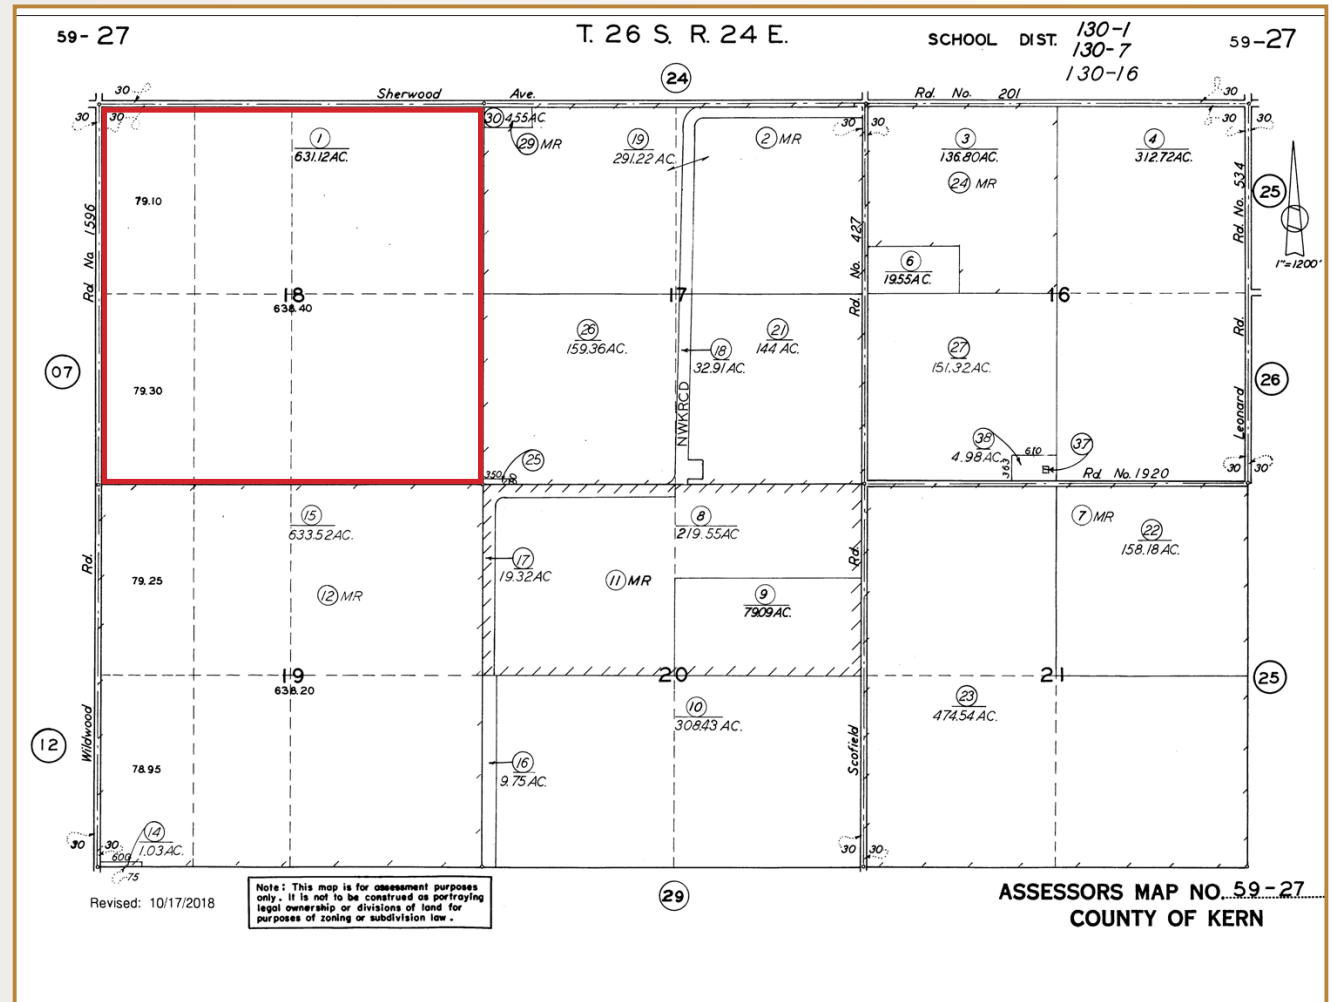 59-27
T. 26 S. R. 24 E.
SCHOOL DIST. 130-1
130-7
130-16
59-27
24
30
Sherwood Ave.
Rd. No. 201
30
30 30
30 4.55AC
29 MR
19
291.22 AC.
2 MR
30 30
3
136.80AC.
24 MR
4
312.72AC.
30 30
1
631.12AC.
79.10
Rd No 1596
Rd. No. 427
Rd. No. 534
25
1"=1200'
6
19.55AC.
18
638.40
17
16
26
159.36AC.
18
32.91AC.
21
144 AC.
27
151.32AC.
07
26
79.30
NWKRCD
Leonard Rd.
38
4.98AC.
610
363
37
350
25
30 30'
Rd. No. 1920
15
633.52AC.
8
219.55AC
7 MR
22
158.18AC.
Rd.
79.25
17
19.32AC
11 MR
12 MR
9
79.09AC.
Rd.
19
638.20
20
21
25
10
308.43 AC.
23
474.54 AC.
12
Wildwood
Scofield
78.95
16
9.75 AC.
14
1.03AC.
30 30
600
75
30 30
29
Revised: 10/17/2018
Note: This map is for assessment purposes
only. It is not to be construed as portraying
legal ownership or divisions of land for
purposes of zoning or subdivision law.
ASSESSORS MAP NO. 59-27
COUNTY OF KERN